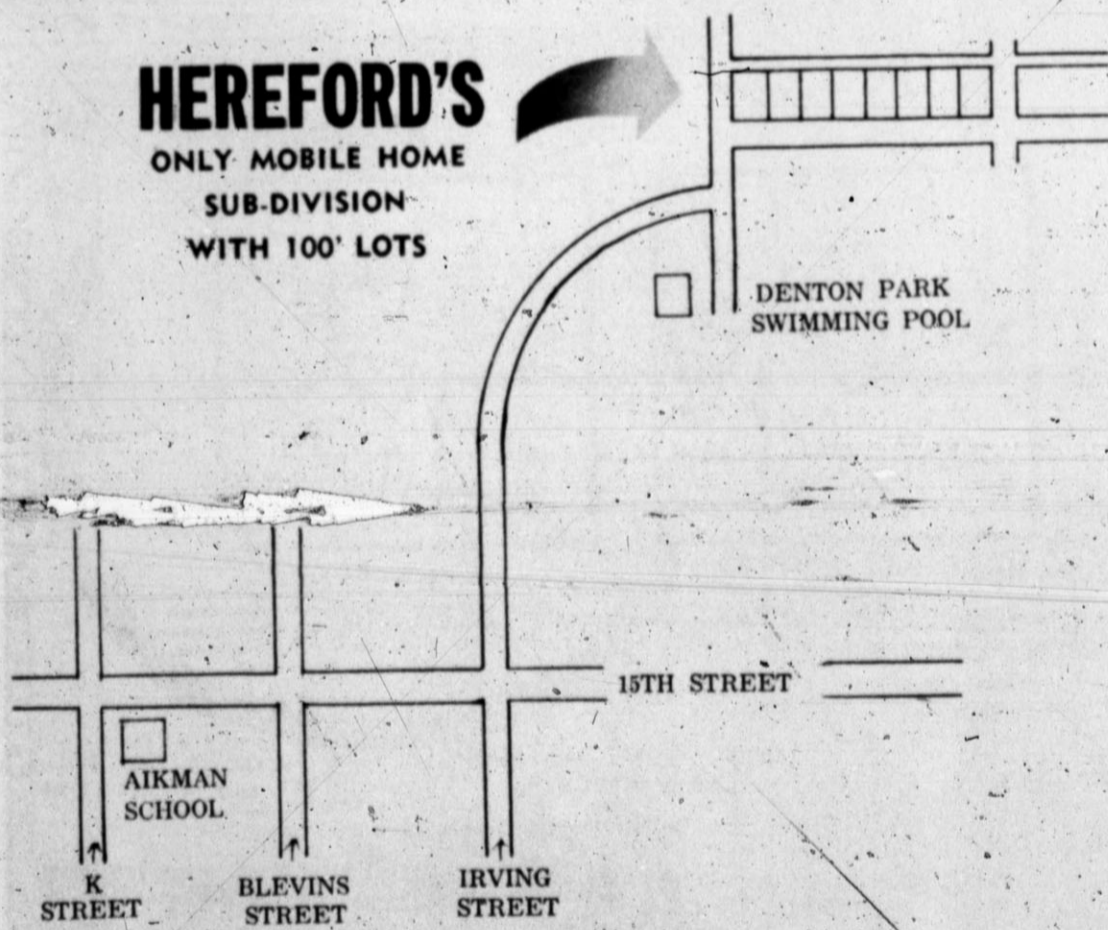 HEREFORD'S
ONLY MOBILE HOME
SUB-DIVISION
WITH 100' LOTS
DENTON PARK
SWIMMING POOL
15TH STREET
AIKMAN
SCHOOL
K
STREET
BLEVINS
STREET
IRVING
STREET